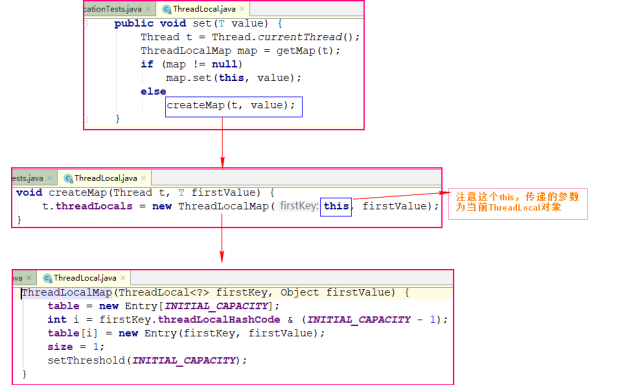 cationTests.java × ThreadLocal.java ×
public void set(T value) {
Thread t = Thread.currentThread();
ThreadLocalMap map = getMap(t);
if (map != null)
map.set(this, value);
else
createMap(t, value);
}
ests.java × ThreadLocal.java ×
void createMap(Thread t, T firstValue) {
t.threadLocals = new ThreadLocalMap( firstKey: this, firstValue);
}
注意这个this，传递的参数
为当前ThreadLocal对象
va × ThreadLocal.java ×
ThreadLocalMap(ThreadLocal<?> firstKey, Object firstValue) {
table = new Entry[INITIAL_CAPACITY];
int i = firstKey.threadLocalHashCode & (INITIAL_CAPACITY - 1);
table[i] = new Entry(firstKey, firstValue);
size = 1;
setThreshold(INITIAL_CAPACITY);
}